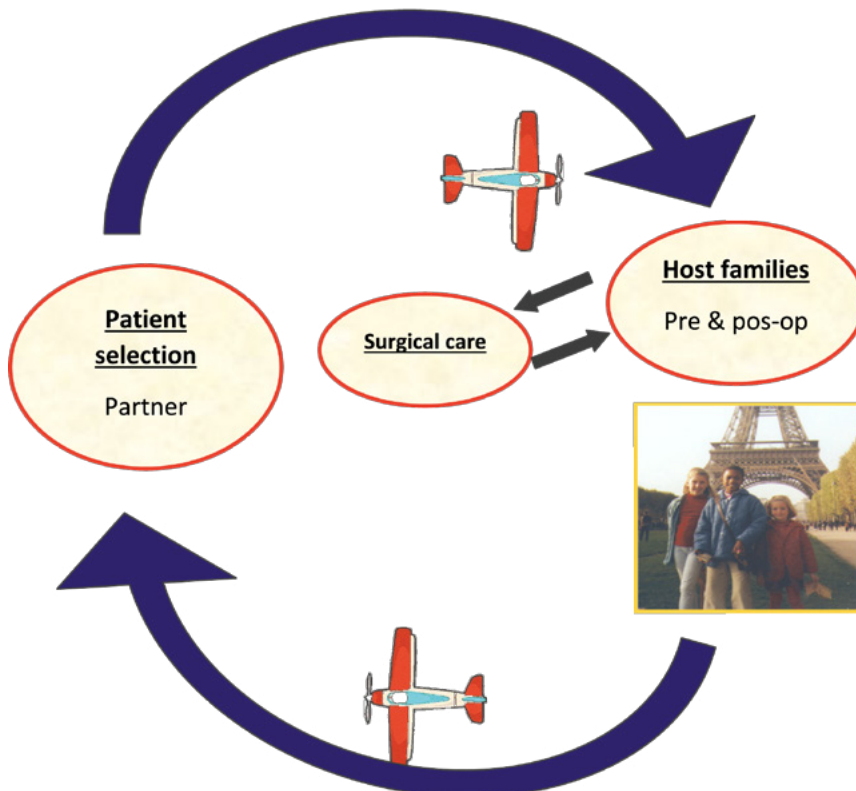 Patient
selection
Partner
Surgical care
Host families
Pre & pos-op